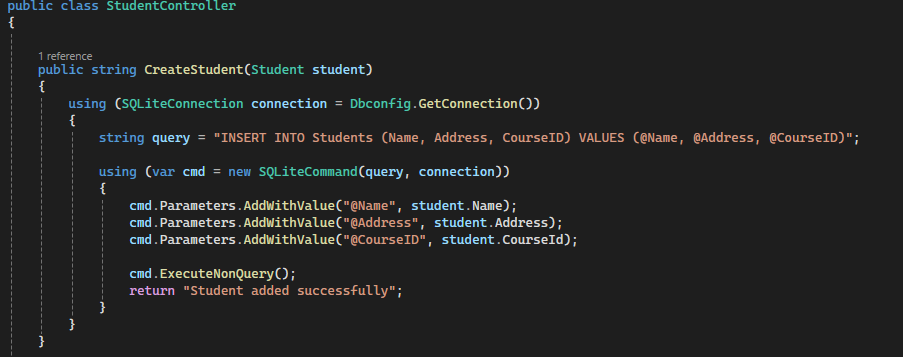 public class StudentController
{
1 reference
public string CreateStudent(Student student)
{
using (SQLiteConnection connection = Dbconfig.GetConnection())
{
string query = "INSERT INTO Students (Name, Address, CourseID) VALUES (@Name, @Address, @CourseID)";
using (var cmd = new SQLiteCommand(query, connection))
{
cmd.Parameters.AddWithValue("@Name", student.Name);
cmd.Parameters.AddWithValue("@Address", student.Address);
cmd.Parameters.AddWithValue("@CourseID", student.CourseId);
cmd.ExecuteNonQuery();
return "Student added successfully";
}
}
}